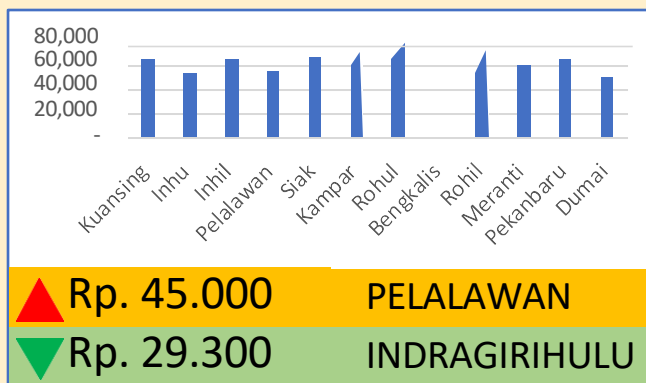 80,000
60,000
40,000
20,000
-
Kuansing
Inhu
Inhil
Pelalawan
Siak
Kampar
Rohul
Bengkalis
Rohil
Meranti
Pekanbaru
Dumai
Rp. 45.000 PELALAWAN
Rp. 29.300 INDRAGIRIHULU